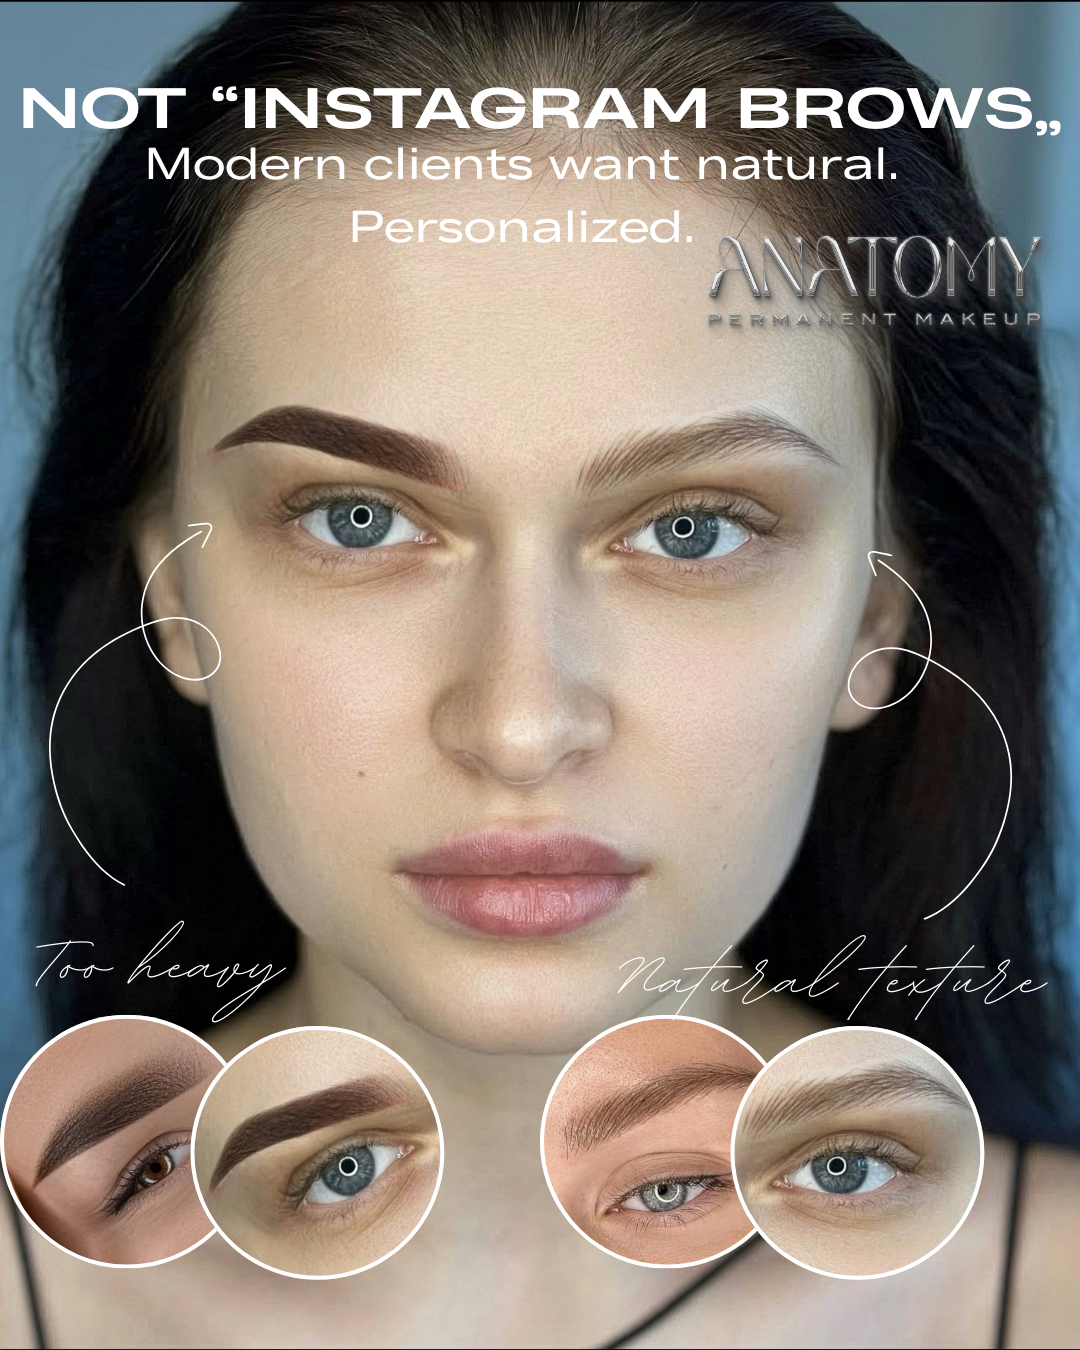 NOT “INSTAGRAM BROWS„
Modern clients want natural.
Personalized.
ANATOMY
PERMANENT MAKEUP
Too heavy
Natural texture